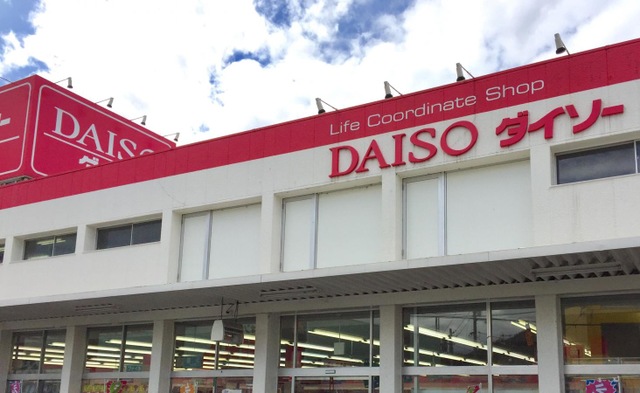 DAISO
Life Coordinate Shop
DAISO ダイソー